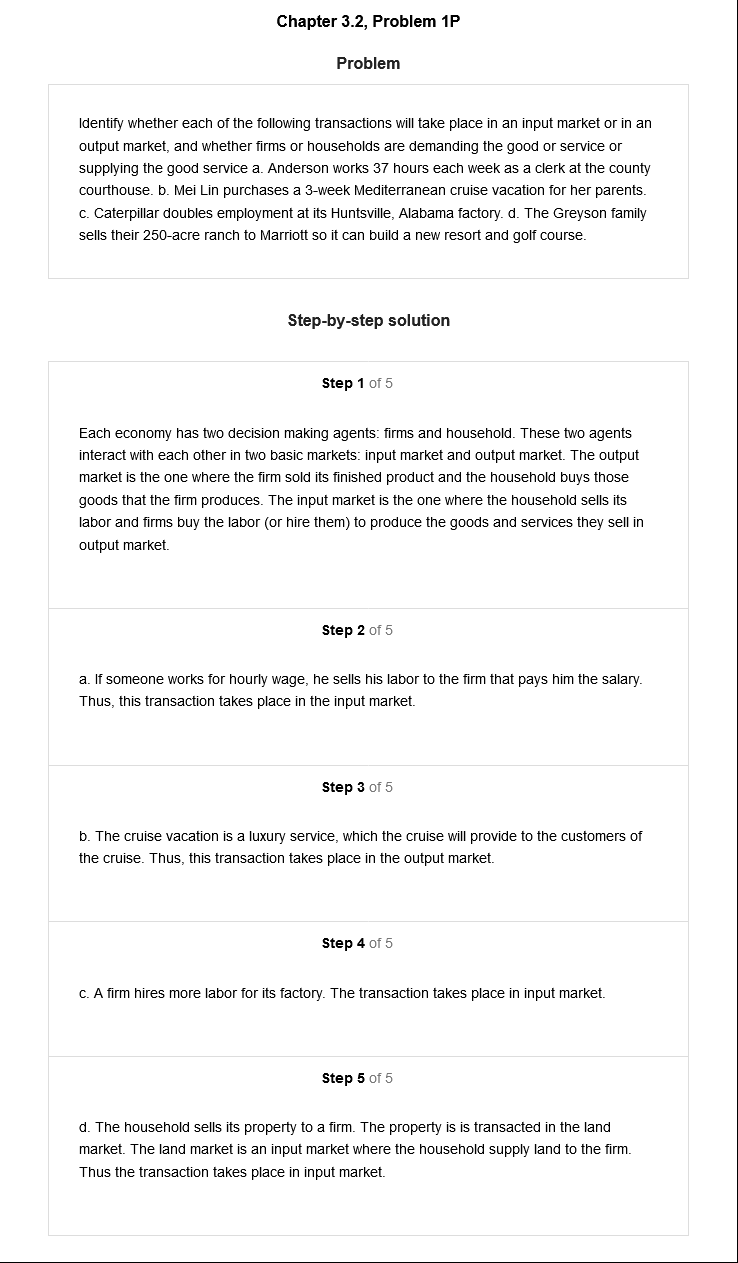 Chapter 3.2, Problem 1P
Problem
Identify whether each of the following transactions will take place in an input market or in an
output market, and whether firms or households are demanding the good or service or
supplying the good service a. Anderson works 37 hours each week as a clerk at the county
courthouse. b. Mei Lin purchases a 3-week Mediterranean cruise vacation for her parents.
c. Caterpillar doubles employment at its Huntsville, Alabama factory. d. The Greyson family
sells their 250-acre ranch to Marriott so it can build a new resort and golf course.
Step-by-step solution
Step 1 of 5
Each economy has two decision making agents: firms and household. These two agents
interact with each other in two basic markets: input market and output market. The output
market is the one where the firm sold its finished product and the household buys those
goods that the firm produces. The input market is the one where the household sells its
labor and firms buy the labor (or hire them) to produce the goods and services they sell in
output market.
Step 2 of 5
a. If someone works for hourly wage, he sells his labor to the firm that pays him the salary.
Thus, this transaction takes place in the input market.
Step 3 of 5
b. The cruise vacation is a luxury service, which the cruise will provide to the customers of
the cruise. Thus, this transaction takes place in the output market.
Step 4 of 5
c. A firm hires more labor for its factory. The transaction takes place in input market.
Step 5 of 5
d. The household sells its property to a firm. The property is is transacted in the land
market. The land market is an input market where the household supply land to the firm.
Thus the transaction takes place in input market.